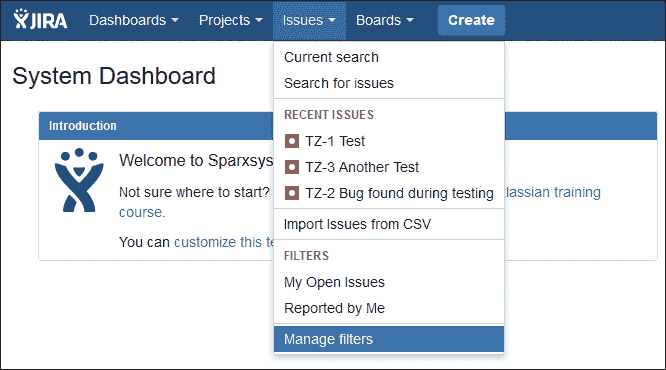 JIRA Dashboards Projects Issues Boards Create
System Dashboard
Current search
Search for issues
RECENT ISSUES
TZ-1 Test
TZ-3 Another Test
TZ-2 Bug found during testing
Import Issues from CSV
FILTERS
My Open Issues
Reported by Me
Manage filters
Introduction
Welcome to Sparxsys
Not sure where to start? classian training
course.
You can customize this te